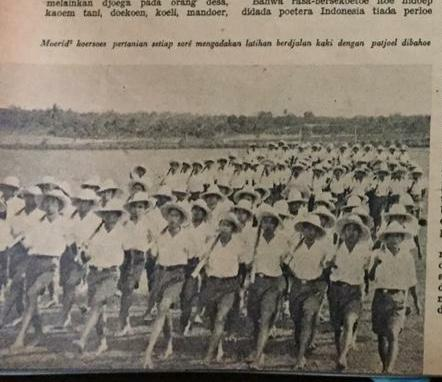 melainkan djoega pada orang desa,
kaoem tani, doekoen, koeli, mandoer,
Bahwa rasa-bersekoetoe itoe hidoep
didada poetera Indonesia tiada perloe
Moerid² koersoes pertanian setiap soré mengadakan latihan berdjalan kaki dengan patjoel dibahoe